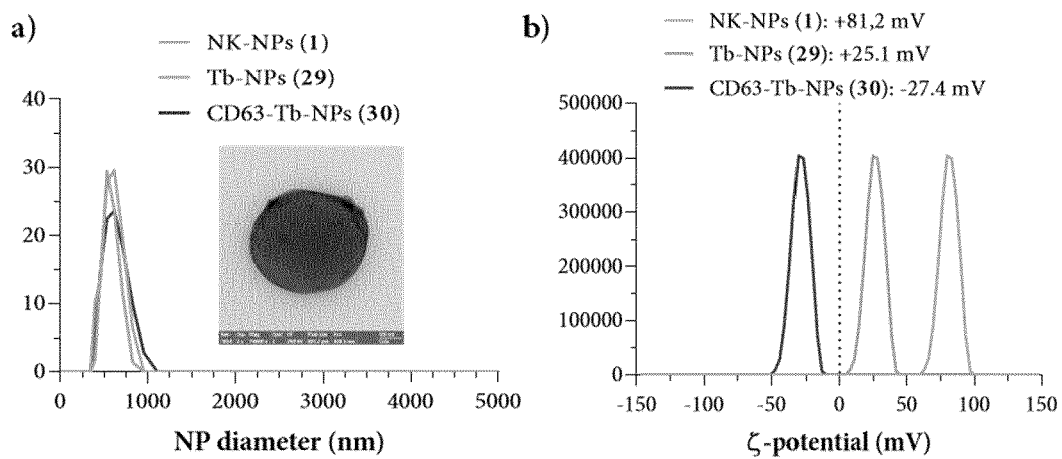 a)
NK-NPs (1)
Tb-NPs (29)
CD63-Tb-NPs (30)
40
30
20
10
0
0 1000 2000 3000 4000 5000
NP diameter (nm)
b)
NK-NPs (1): +81,2 mV
Tb-NPs (29): +25.1 mV
CD63-Tb-NPs (30): -27.4 mV
500000
400000
300000
200000
100000
0
-150 -100 -50 0 50 100 150
ζ-potential (mV)